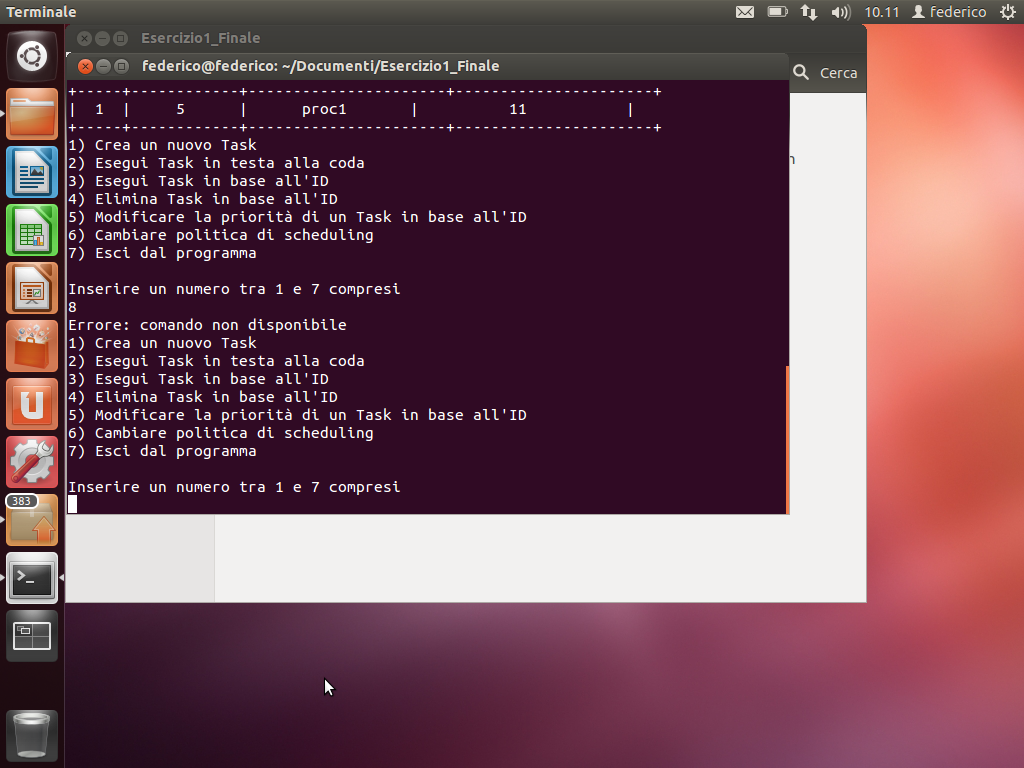 Terminale
10.11 federico
Esercizio1_Finale
federico@federico: ~/Documenti/Esercizio1_Finale
Cerca
+-----+------------+----------------------+----------------------+
| 1 | 5 | proc1 | 11 |
+-----+------------+----------------------+----------------------+
1) Crea un nuovo Task
2) Esegui Task in testa alla coda
3) Esegui Task in base all'ID
4) Elimina Task in base all'ID
5) Modificare la priorità di un Task in base all'ID
6) Cambiare politica di scheduling
7) Esci dal programma
Inserire un numero tra 1 e 7 compresi
8
Errore: comando non disponibile
1) Crea un nuovo Task
2) Esegui Task in testa alla coda
3) Esegui Task in base all'ID
4) Elimina Task in base all'ID
5) Modificare la priorità di un Task in base all'ID
6) Cambiare politica di scheduling
7) Esci dal programma
Inserire un numero tra 1 e 7 compresi
383